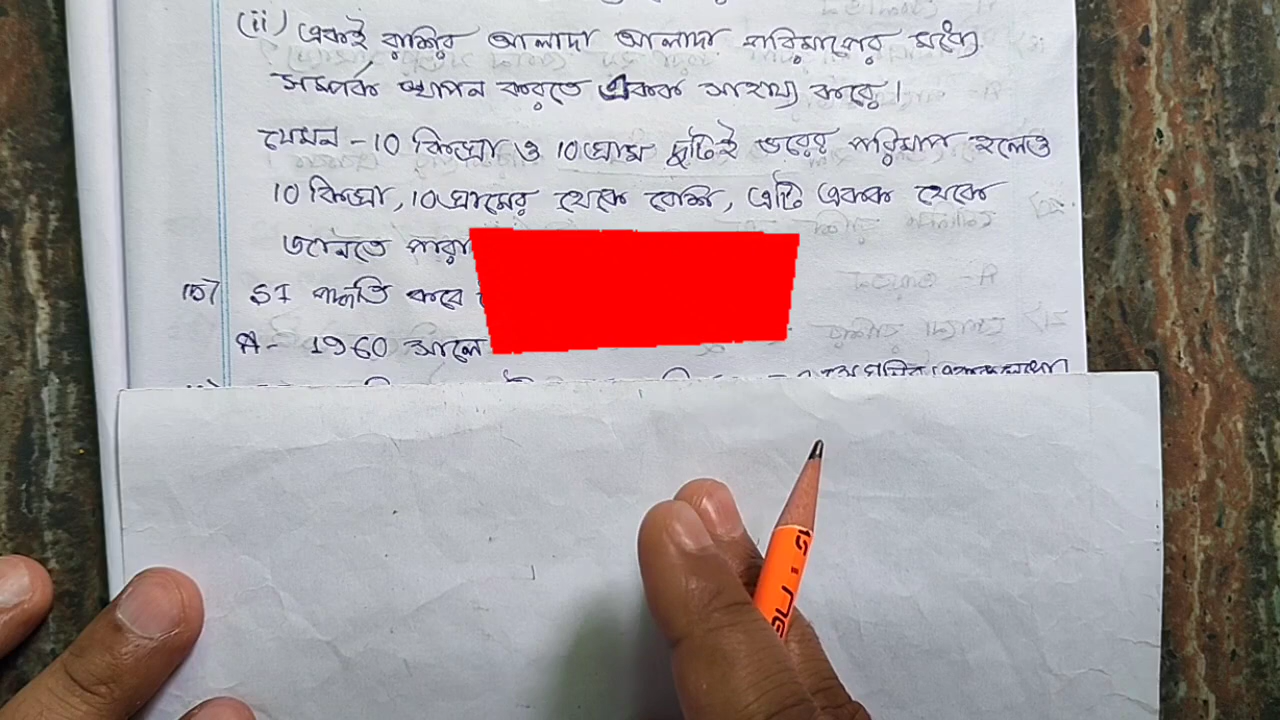 (ii) একই রাশির আলাদা আলাদা পরিমাপের মধ্যে
সম্পর্ক স্থাপন করতে একক সাহায্য করে।
যেমন - 10 কিগ্রা ও 10 গ্রাম দুটিই ভরের পরিমাপ হলেও
10 কিগ্রা, 10 গ্রামের থেকে বেশি, এটি একক থেকে
জানতে পারা
SI পদ্ধতি কবে
A - 1960 সালে